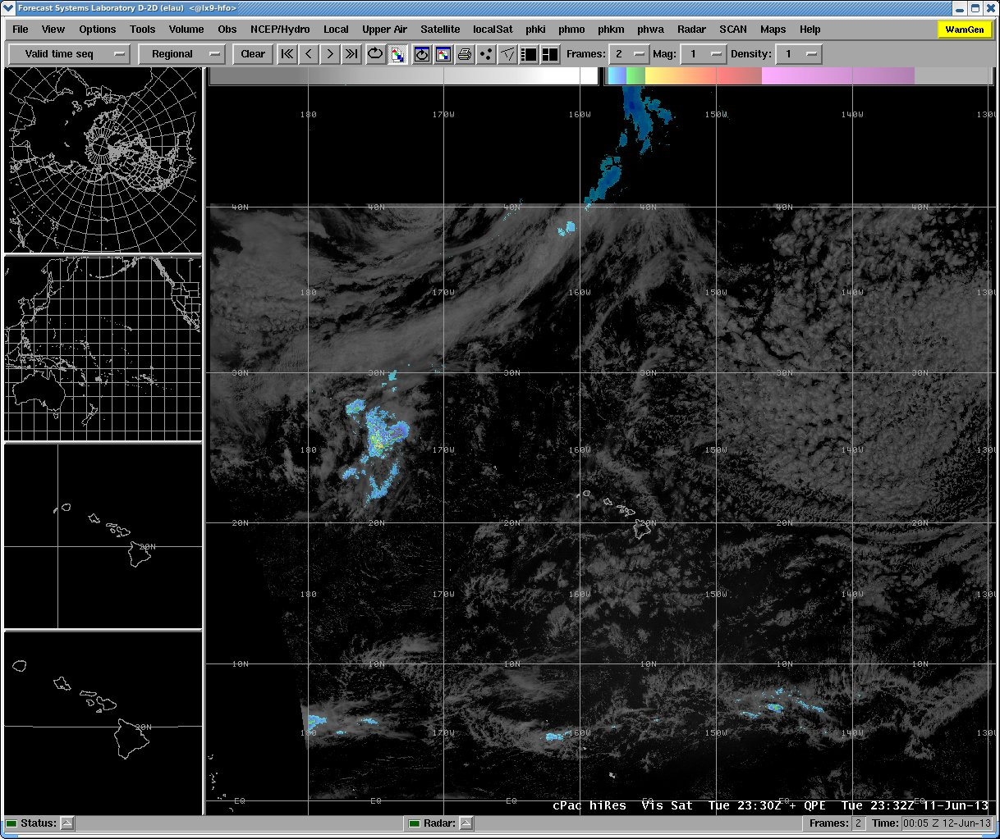 Forecast Systems Laboratory D-2D (elau) <@lx9-hfo>
File View Options Tools Volume Obs NCEP/Hydro Local Upper Air Satellite localSat phki phmo phkm phwa Radar SCAN Maps Help WarnGen
Valid time seq Regional Clear Frames: 2 Mag: 1 Density: 1
180 170W 160W 150W 140W 130W
40N 40N 40N 40N 40N 40N
180 170W 160W 150W 140W 130W
30N 30N 30N 30N 30N 30N
180 170W 160W 150W 140W 130W
20N 20N 20N 20N 20N 20N
20N
180 170W 160W 150W 140W 130W
10N 10N 10N 10N 10N 10N
20N
180 170W 160W 150W 140W 130W
EQ EQ EQ EQ EQ EQ
cPac hiRes Vis Sat Tue 23:30Z + QPE Tue 23:32Z 11-Jun-13
Status: Radar: Frames: 2 Time: 00:05 Z 12-Jun-13